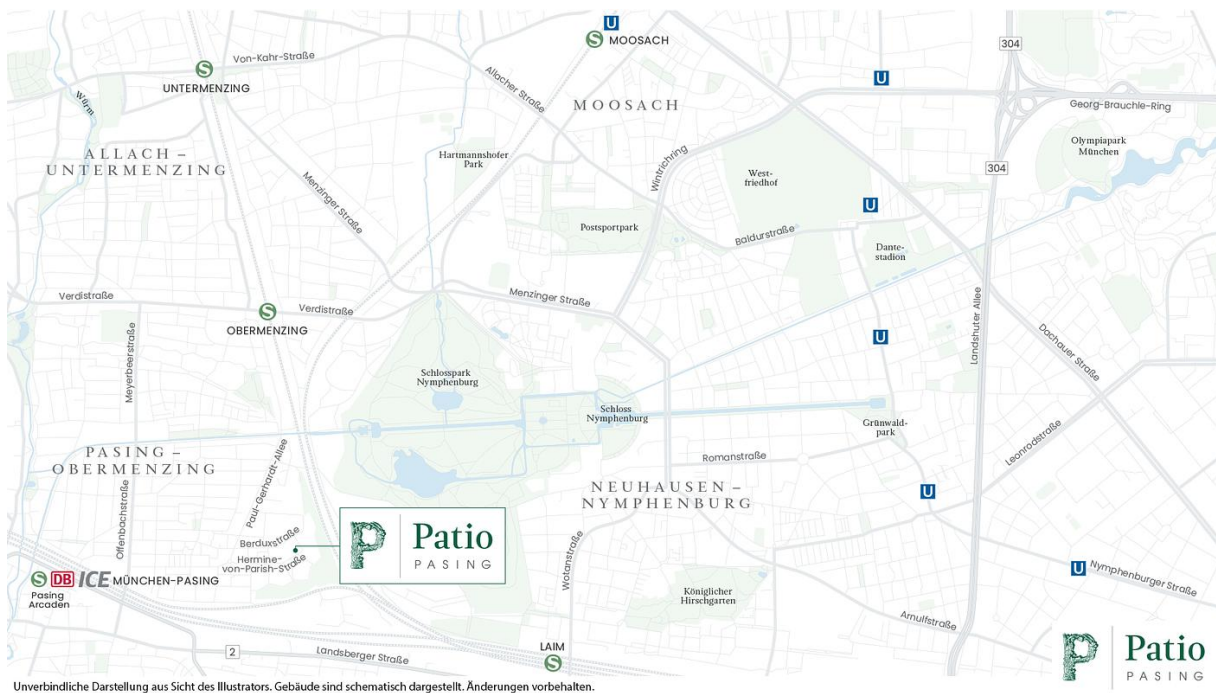 U
S MOOSACH
304
Von-Kahr-Straße
S
UNTERMENZING
U
Allacher Straße
MOOSACH
Würm
Georg-Brauchle-Ring
Olympiapark
München
ALLACH –
UNTERMENZING
Hartmannshofer
Park
Wintrichring
West-
friedhof
304
Menzinger Straße
U
Postsportpark
Baldurstraße
Dante-
stadion
Verdistraße
S
Verdistraße
OBERMENZING
Menzinger Straße
U
Landshuter Allee
Dachauer Straße
Meyerbeerstraße
Schlosspark
Nymphenburg
Schloss
Nymphenburg
Grünwald-
park
Leonrodstraße
PASING –
OBERMENZING
Paul-Gerhardt-Allee
Romanstraße
NEUHAUSEN –
NYMPHENBURG
U
Offenbachstraße
Berduxstraße
Hermine-
von-Parish-Straße
P Patio
PASING
Wotanstraße
S DB ICE MÜNCHEN-PASING
Pasing
Arcaden
U
Nymphenburger Straße
Königlicher
Hirschgarten
Arnulfstraße
2
Landsberger Straße
LAIM
S
P Patio
PASING
Unverbindliche Darstellung aus Sicht des Illustrators. Gebäude sind schematisch dargestellt. Änderungen vorbehalten.